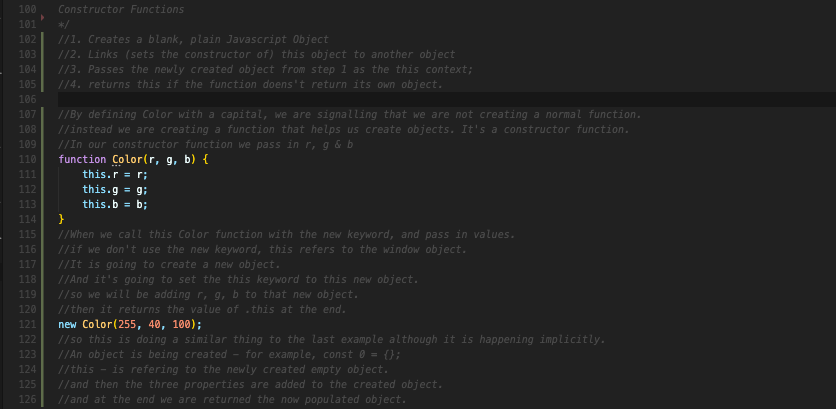 100 Constructor Functions
101 */
102 //1. Creates a blank, plain Javascript Object
103 //2. Links (sets the constructor of) this object to another object
104 //3. Passes the newly created object from step 1 as the this context;
105 //4. returns this if the function doens't return its own object.
106
107 //By defining Color with a capital, we are signalling that we are not creating a normal function.
108 //instead we are creating a function that helps us create objects. It's a constructor function.
109 //In our constructor function we pass in r, g & b
110 function Color(r, g, b) {
111 this.r = r;
112 this.g = g;
113 this.b = b;
114 }
115 //When we call this Color function with the new keyword, and pass in values.
116 //if we don't use the new keyword, this refers to the window object.
117 //It is going to create a new object.
118 //And it's going to set the this keyword to this new object.
119 //so we will be adding r, g, b to that new object.
120 //then it returns the value of .this at the end.
121 new Color(255, 40, 100);
122 //so this is doing a similar thing to the last example although it is happening implicitly.
123 //An object is being created – for example, const 0 = {};
124 //this – is refering to the newly created empty object.
125 //and then the three properties are added to the created object.
126 //and at the end we are returned the now populated object.